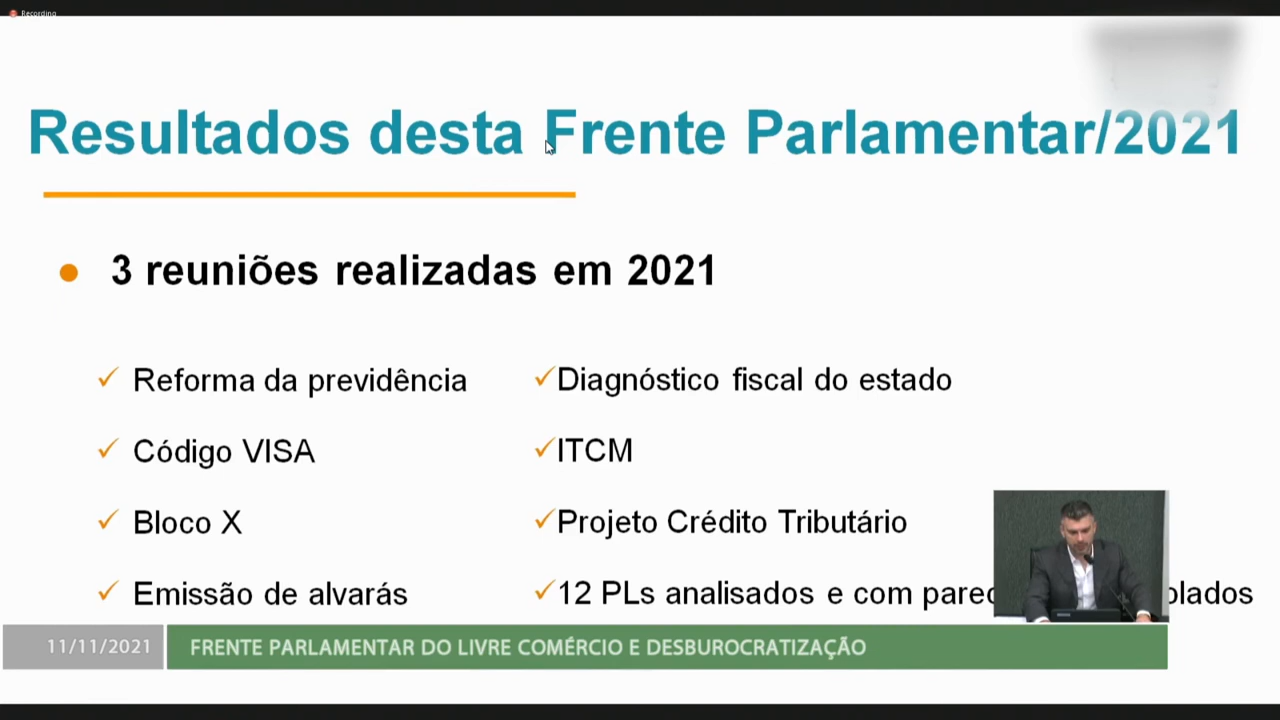 Recording
Resultados desta Frente Parlamentar/2021
3 reuniões realizadas em 2021
Reforma da previdência
Diagnóstico fiscal do estado
Código VISA
ITCM
Bloco X
Projeto Crédito Tributário
Emissão de alvarás
12 PLs analisados e com
11/11/2021
FRENTE PARLAMENTAR DO LIVRE COMÉRCIO E DESBUROCRATIZAÇÃO